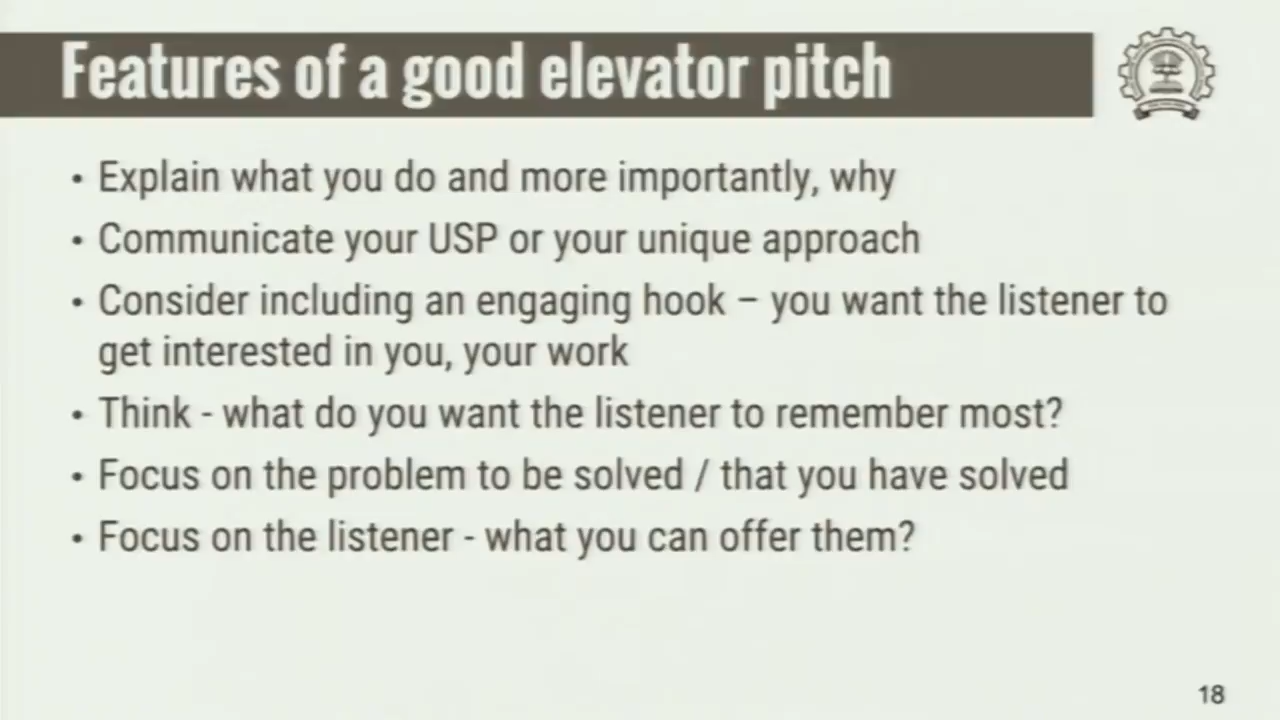 Features of a good elevator pitch
• Explain what you do and more importantly, why
• Communicate your USP or your unique approach
• Consider including an engaging hook – you want the listener to
get interested in you, your work
• Think - what do you want the listener to remember most?
• Focus on the problem to be solved / that you have solved
• Focus on the listener - what you can offer them?
18